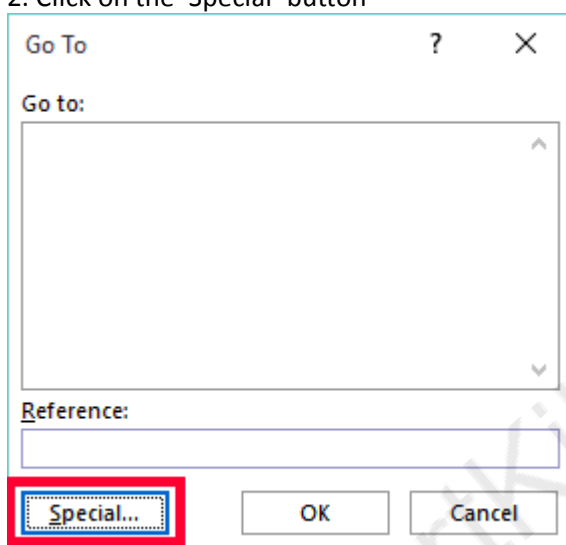 2. Click on the 'Special' button
Go To ? ×
Go to:
Reference:
Special... OK Cancel